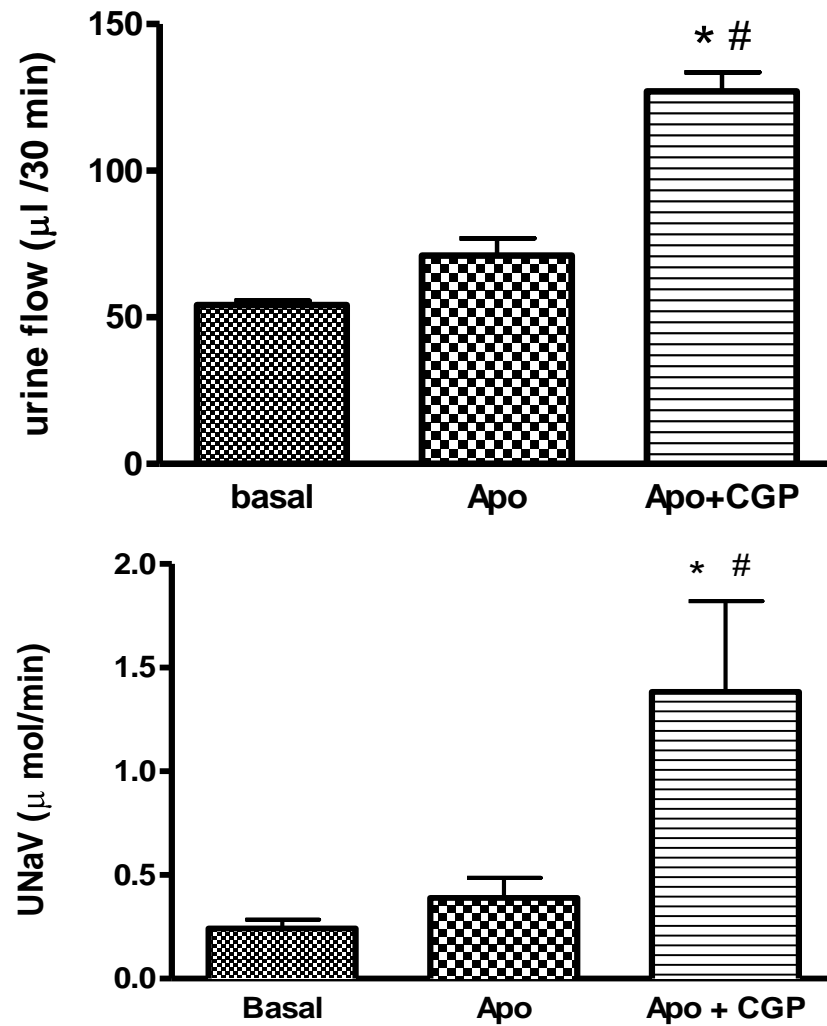 150
* #
100
50
0
urine flow (μl /30 min)
basal Apo Apo+CGP
2.0
* #
1.5
1.0
0.5
0.0
UNaV (μ mol/min)
Basal Apo Apo + CGP